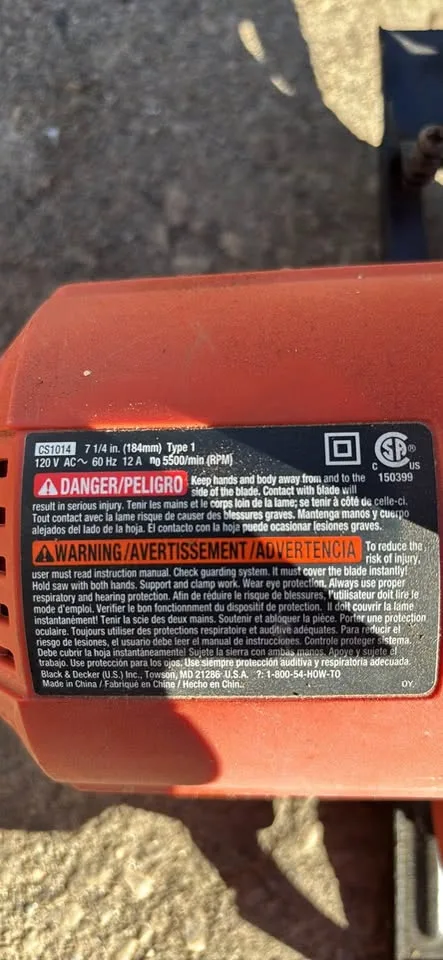 CS1014 7 1/4 in. (184mm) Type 1
120 V AC~ 60 Hz 12 A n0 5500/min (RPM)
C SA ® US
150399
DANGER/PELIGRO Keep hands and body away from and to the
side of the blade. Contact with blade will
result in serious injury. Tenir les mains et le corps loin de la lame; se tenir à côté de celle-ci.
Tout contact avec la lame risque de causer des blessures graves. Mantenga manos y cuerpo
alejados del lado de la hoja. El contacto con la hoja puede ocasionar lesiones graves.
WARNING/AVERTISSEMENT/ADVERTENCIA To reduce the
risk of injury,
user must read instruction manual. Check guarding system. It must cover the blade instantly!
Hold saw with both hands. Support and clamp work. Wear eye protection. Always use proper
respiratory and hearing protection. Afin de réduire le risque de blessures, l'utilisateur doit lire le
mode d'emploi. Verifier le bon fonctionnment du dispositif de protection. Il doit couvrir la lame
instantanément! Tenir la scie des deux mains. Soutenir et bloquer la pièce. Porter une protection
oculaire. Toujours utiliser des protections respiratoire et auditive adéquates. Para reducir el
riesgo de lesiones, el usuario debe leer el manual de instrucciones. Controle proteger sistema.
Debe cubrir la hoja instantáneamente! Sujete la sierra con ambas manos. Apoye y sujete el
trabajo. Use protección para los ojos. Use siempre protección auditiva y respiratoria adecuada.
Black & Decker (U.S.) Inc., Towson, MD 21286 U.S.A. ?: 1-800-54-HOW-TO
Made in China / Fabriqué en Chine / Hecho en Chin.. OY